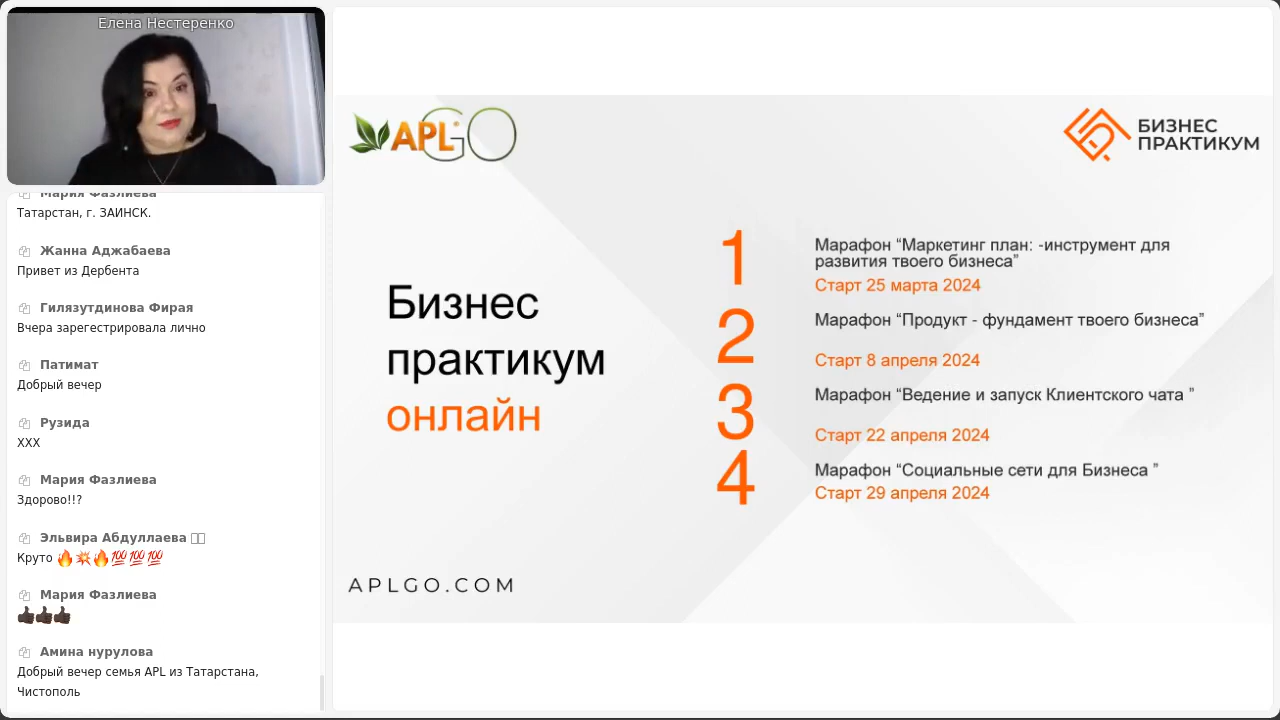 Елена Нестеренко
Мария Фазлиева
Татарстан, г. ЗАИНСК.
Жанна Аджабаева
Привет из Дербента
Гилязутдинова Фирая
Вчера зарегестрировала лично
Патимат
Добрый вечер
Рузида
ХХХ
Мария Фазлиева
Здорово!!?
Эльвира Абдуллаева
Круто 🔥💥🔥💯💯💯
Мария Фазлиева
👍🏿👍🏿👍🏿
Амина нурулова
Добрый вечер семья APL из Татарстана,
Чистополь
APL GO
БИЗНЕС
ПРАКТИКУМ
Бизнес
практикум
онлайн
1
Марафон “Маркетинг план: -инструмент для
развития твоего бизнеса”
Старт 25 марта 2024
2
Марафон “Продукт - фундамент твоего бизнеса”
Старт 8 апреля 2024
3
Марафон “Ведение и запуск Клиентского чата ”
Старт 22 апреля 2024
4
Марафон “Социальные сети для Бизнеса ”
Старт 29 апреля 2024
APLGO.COM